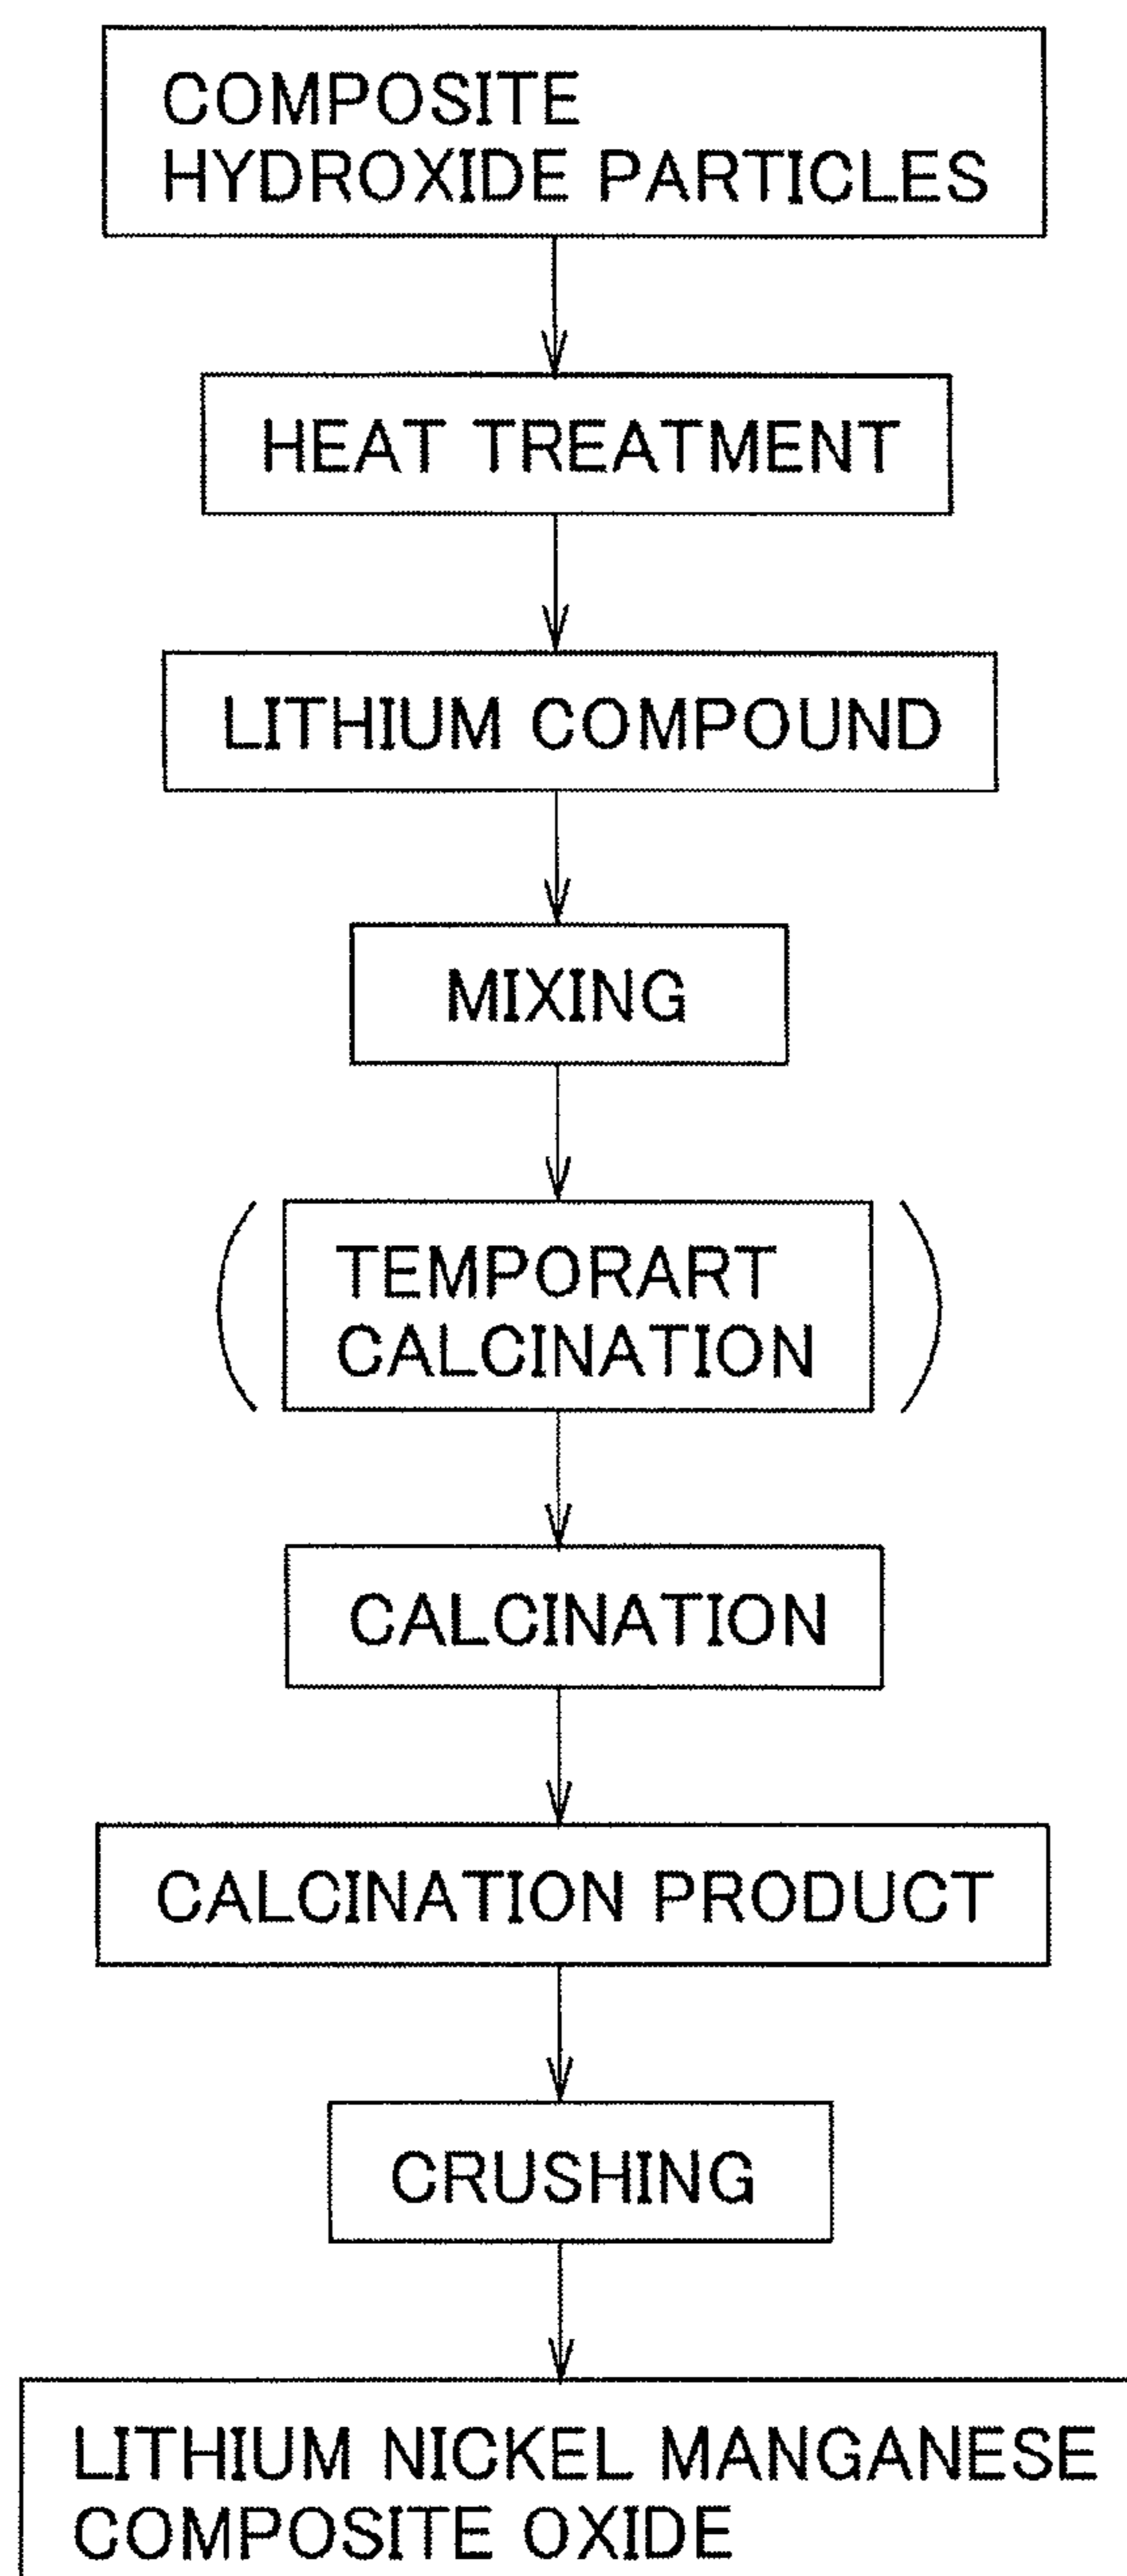 COMPOSITE
HYDROXIDE PARTICLES
HEAT TREATMENT
LITHIUM COMPOUND
MIXING
TEMPORART
CALCINATION
CALCINATION
CALCINATION PRODUCT
CRUSHING
LITHIUM NICKEL MANGANESE
COMPOSITE OXIDE